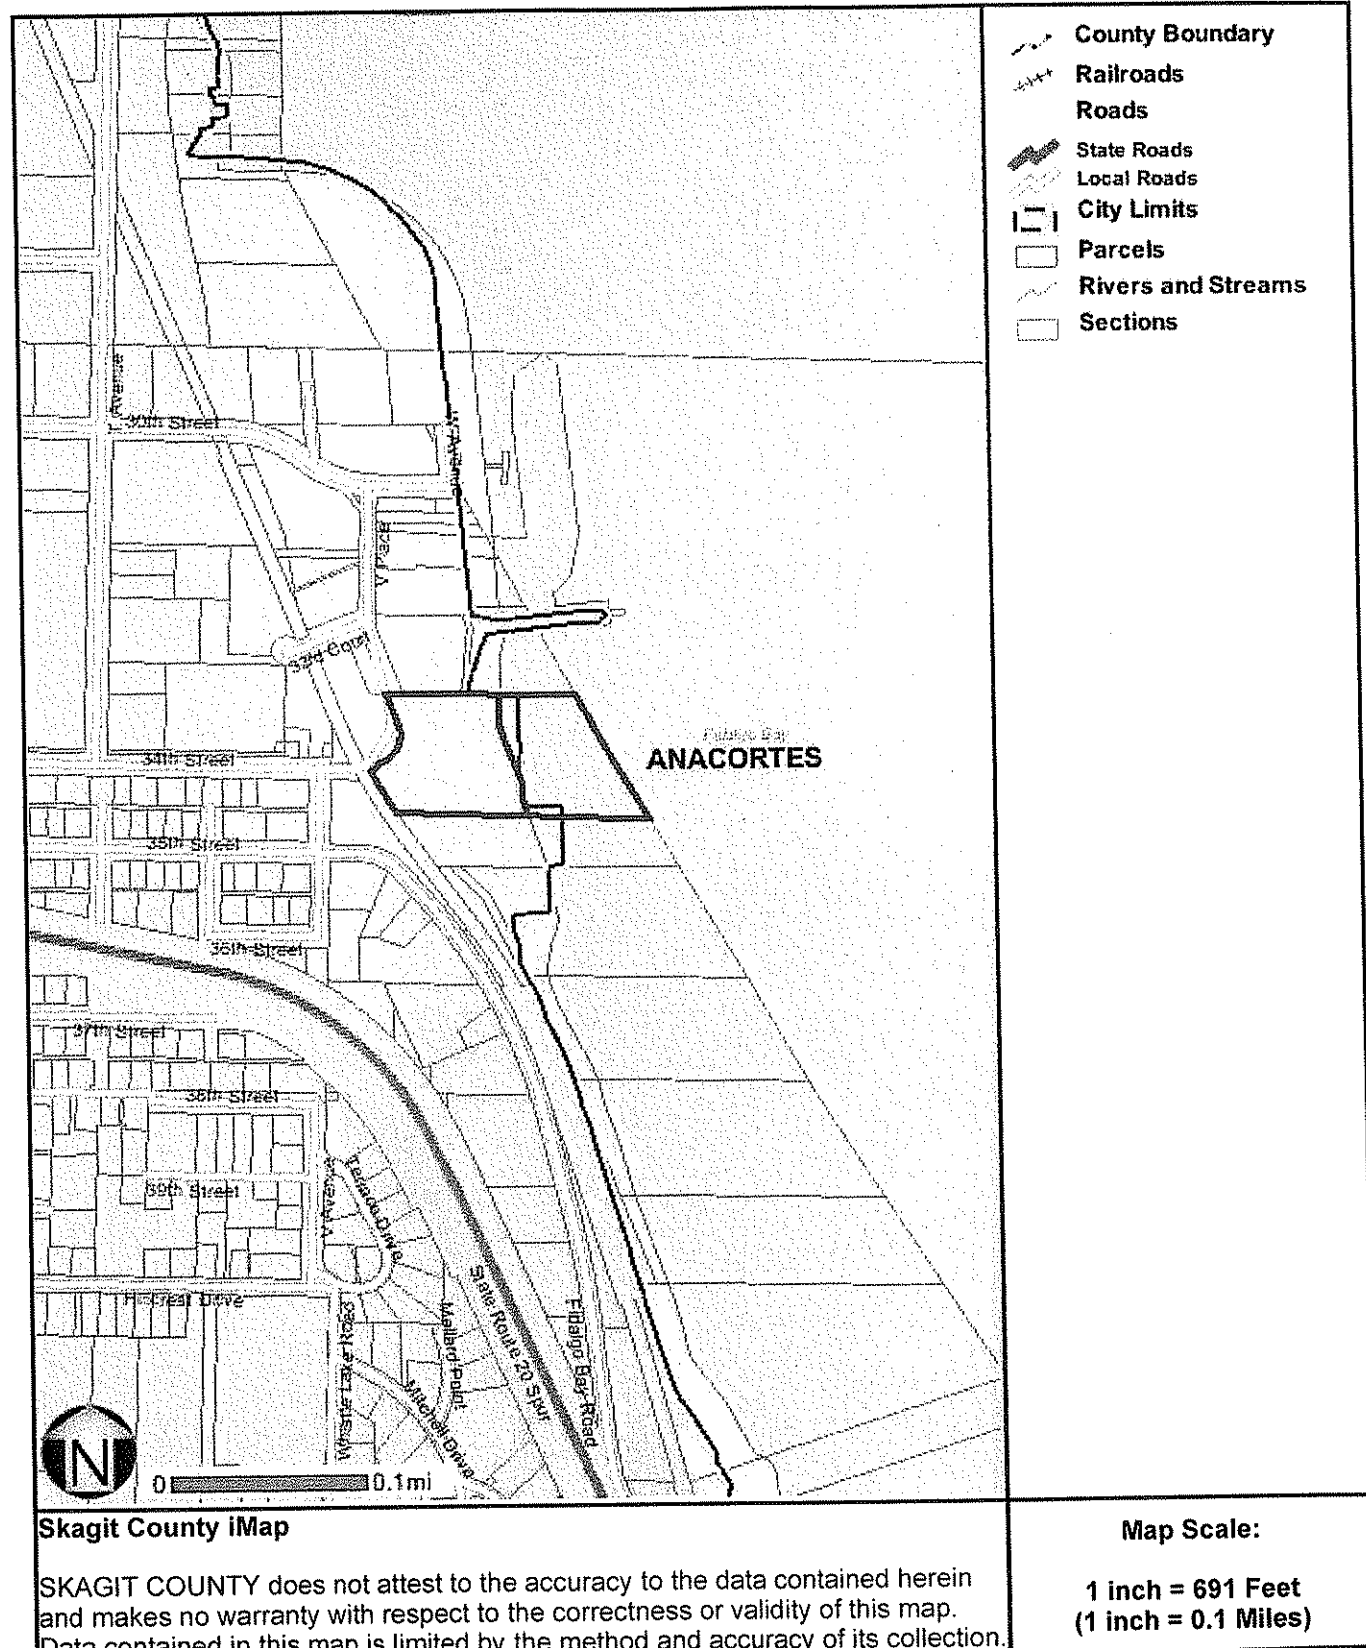 County Boundary
Railroads
Roads
State Roads
Local Roads
City Limits
Parcels
Rivers and Streams
Sections
Avenue
30th Street
V Place
34th Street
ANACORTES
35th Street
36th Street
37th Street
38th Street
39th Street
V Avenue
Terrace Drive
Hillcrest Drive
Whistle Lake Road
Mallard Point
Mitchell Drive
State Route 20 Spur
Fidalgo Bay Road
N
0 0.1mi
Skagit County iMap
SKAGIT COUNTY does not attest to the accuracy to the data contained herein
and makes no warranty with respect to the correctness or validity of this map.
Data contained in this map is limited by the method and accuracy of its collection.
Map Scale:
1 inch = 691 Feet
(1 inch = 0.1 Miles)